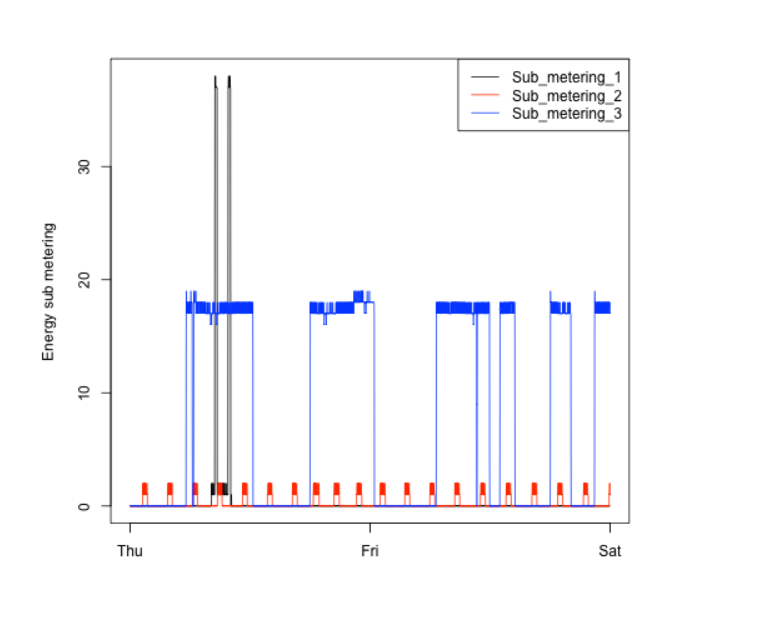 Sub_metering_1
Sub_metering_2
Sub_metering_3
30
20
10
0
Energy sub metering
Thu Fri Sat